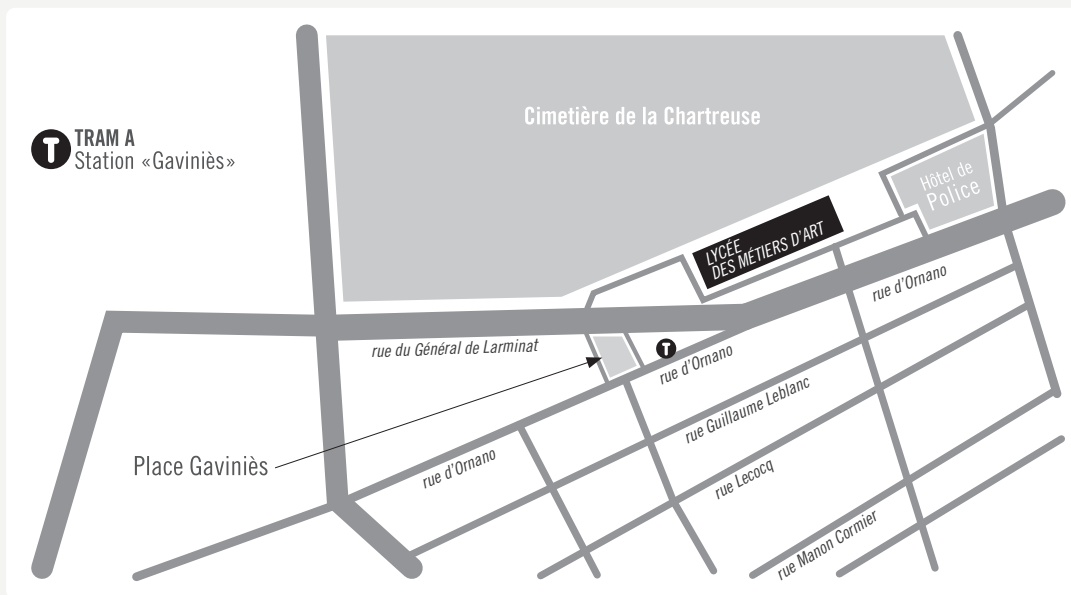 Cimetière de la Chartreuse
T
TRAM A
Station «Gaviniès»
Hôtel de
Police
LYCÉE
DES MÉTIERS D'ART
rue d'Ornano
rue du Général de Larminat
T
rue d'Ornano
rue Guillaume Leblanc
Place Gaviniès
rue d'Ornano
rue Lecocq
rue Manon Cormier